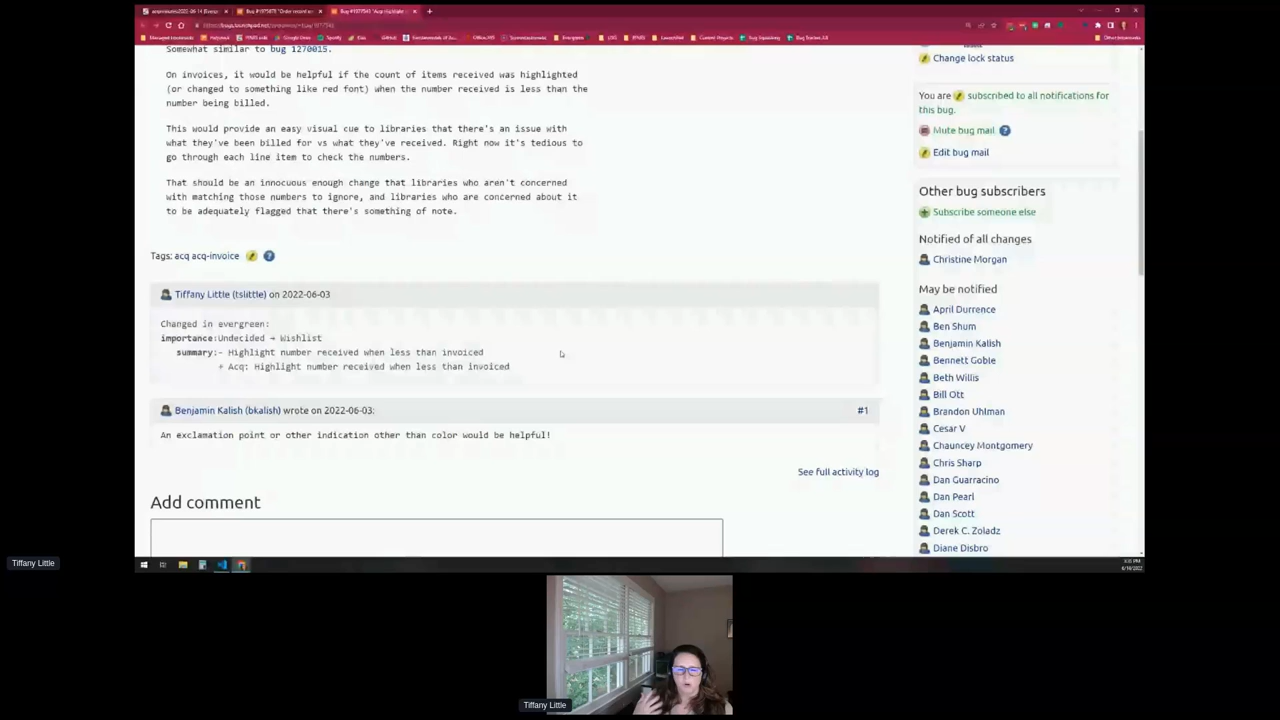 Somewhat similar to bug 1270015.
On invoices, it would be helpful if the count of items received was highlighted
(or changed to something like red font) when the number received is less than the
number being billed.
This would provide an easy visual cue to libraries that there's an issue with
what they've been billed for vs what they've received. Right now it's tedious to
go through each line item to check the numbers.
That should be an innocuous enough change that libraries who aren't concerned
with matching those numbers to ignore, and libraries who are concerned about it
to be adequately flagged that there's something of note.
Tags: acq acq-invoice
Tiffany Little (tslittle) on 2022-06-03
Changed in evergreen:
importance: Undecided → Wishlist
summary: - Highlight number received when less than invoiced
+ Acq: Highlight number received when less than invoiced
Benjamin Kalish (bkalish) wrote on 2022-06-03: #1
An exclamation point or other indication other than color would be helpful!
See full activity log
Add comment
Change lock status
You are subscribed to all notifications for
this bug.
Mute bug mail
Edit bug mail
Other bug subscribers
Subscribe someone else
Notified of all changes
Christine Morgan
May be notified
April Durrence
Ben Shum
Benjamin Kalish
Bennett Goble
Beth Willis
Bill Ott
Brandon Uhlman
Cesar V
Chauncey Montgomery
Chris Sharp
Dan Guarracino
Dan Pearl
Dan Scott
Derek C. Zoladz
Diane Disbro
Tiffany Little
Tiffany Little